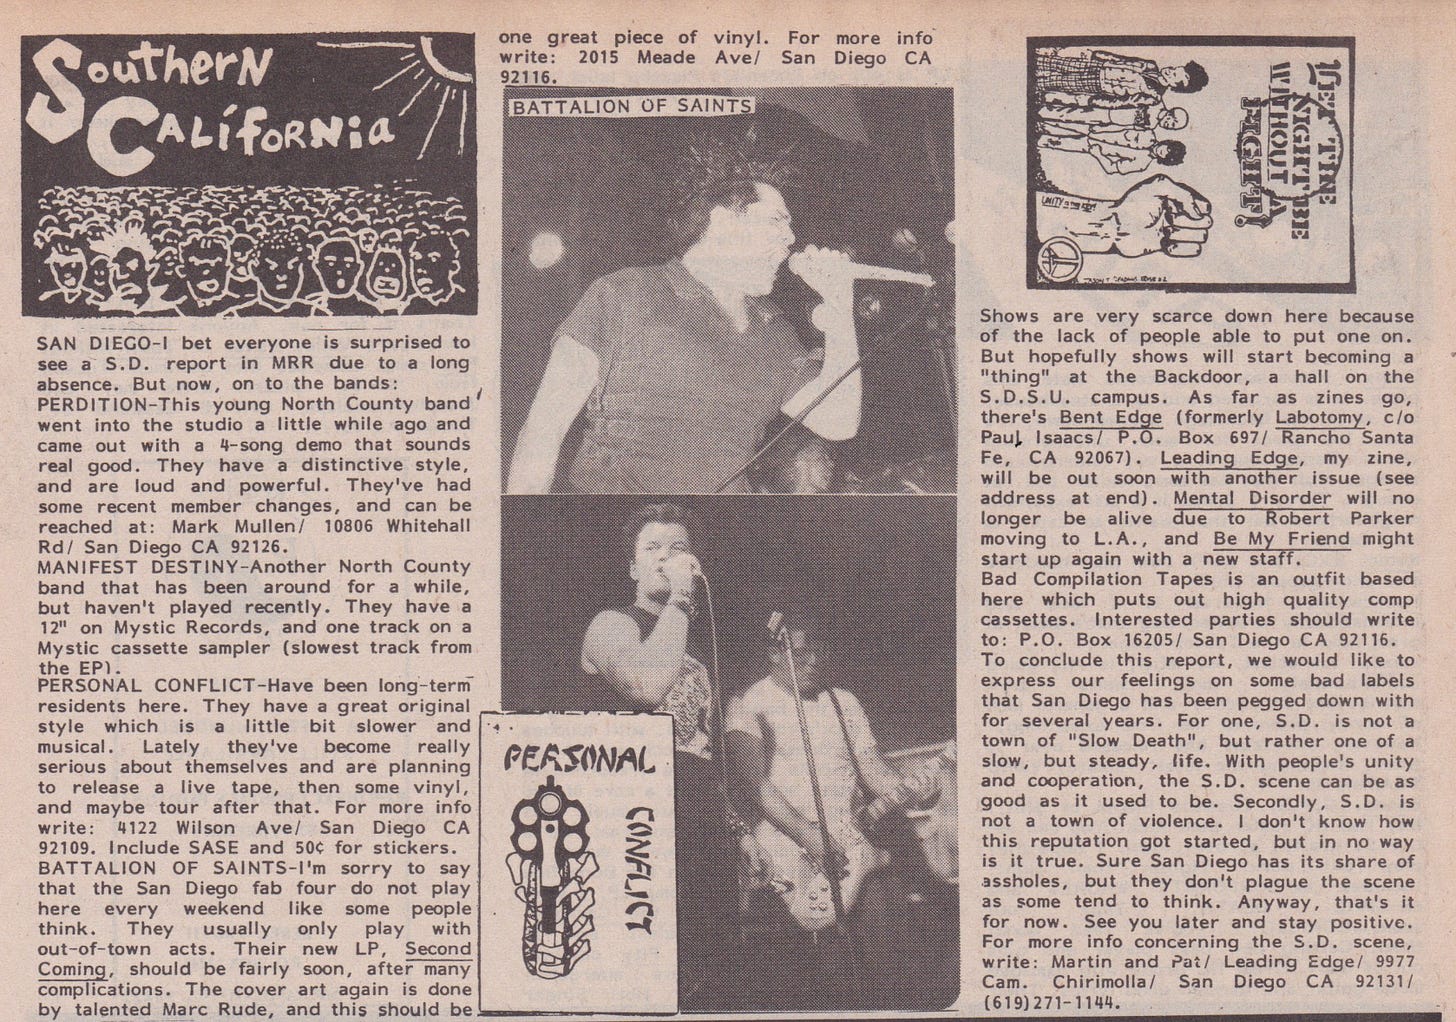 Southern
California
SAN DIEGO-I bet everyone is surprised to
see a S.D. report in MRR due to a long
absence. But now, on to the bands:
PERDITION-This young North County band
went into the studio a little while ago and
came out with a 4-song demo that sounds
real good. They have a distinctive style,
and are loud and powerful. They've had
some recent member changes, and can be
reached at: Mark Mullen/ 10806 Whitehall
Rd/ San Diego CA 92126.
MANIFEST DESTINY-Another North County
band that has been around for a while,
but haven't played recently. They have a
12" on Mystic Records, and one track on a
Mystic cassette sampler (slowest track from
the EP).
PERSONAL CONFLICT-Have been long-term
residents here. They have a great original
style which is a little bit slower and
musical. Lately they've become really
serious about themselves and are planning
to release a live tape, then some vinyl,
and maybe tour after that. For more info
write: 4122 Wilson Ave/ San Diego CA
92109. Include SASE and 50¢ for stickers.
BATTALION OF SAINTS-I'm sorry to say
that the San Diego fab four do not play
here every weekend like some people
think. They usually only play with
out-of-town acts. Their new LP, Second
Coming, should be fairly soon, after many
complications. The cover art again is done
by talented Marc Rude, and this should be
one great piece of vinyl. For more info
write: 2015 Meade Ave/ San Diego CA
92116.
BATTALION OF SAINTS
PERSONAL
CONFLICT
LET THE
NIGHT BE
WITHOUT A
FIGHT!
UNITY IS THE KEY!
Shows are very scarce down here because
of the lack of people able to put one on.
But hopefully shows will start becoming a
"thing" at the Backdoor, a hall on the
S.D.S.U. campus. As far as zines go,
there's Bent Edge (formerly Labotomy, c/o
Paul Isaacs/ P.O. Box 697/ Rancho Santa
Fe, CA 92067). Leading Edge, my zine,
will be out soon with another issue (see
address at end). Mental Disorder will no
longer be alive due to Robert Parker
moving to L.A., and Be My Friend might
start up again with a new staff.
Bad Compilation Tapes is an outfit based
here which puts out high quality comp
cassettes. Interested parties should write
to: P.O. Box 16205/ San Diego CA 92116.
To conclude this report, we would like to
express our feelings on some bad labels
that San Diego has been pegged down with
for several years. For one, S.D. is not a
town of "Slow Death", but rather one of a
slow, but steady, life. With people's unity
and cooperation, the S.D. scene can be as
good as it used to be. Secondly, S.D. is
not a town of violence. I don't know how
this reputation got started, but in no way
is it true. Sure San Diego has its share of
assholes, but they don't plague the scene
as some tend to think. Anyway, that's it
for now. See you later and stay positive.
For more info concerning the S.D. scene,
write: Martin and Pat/ Leading Edge/ 9977
Cam. Chirimolla/ San Diego CA 92131/
(619)271-1144.